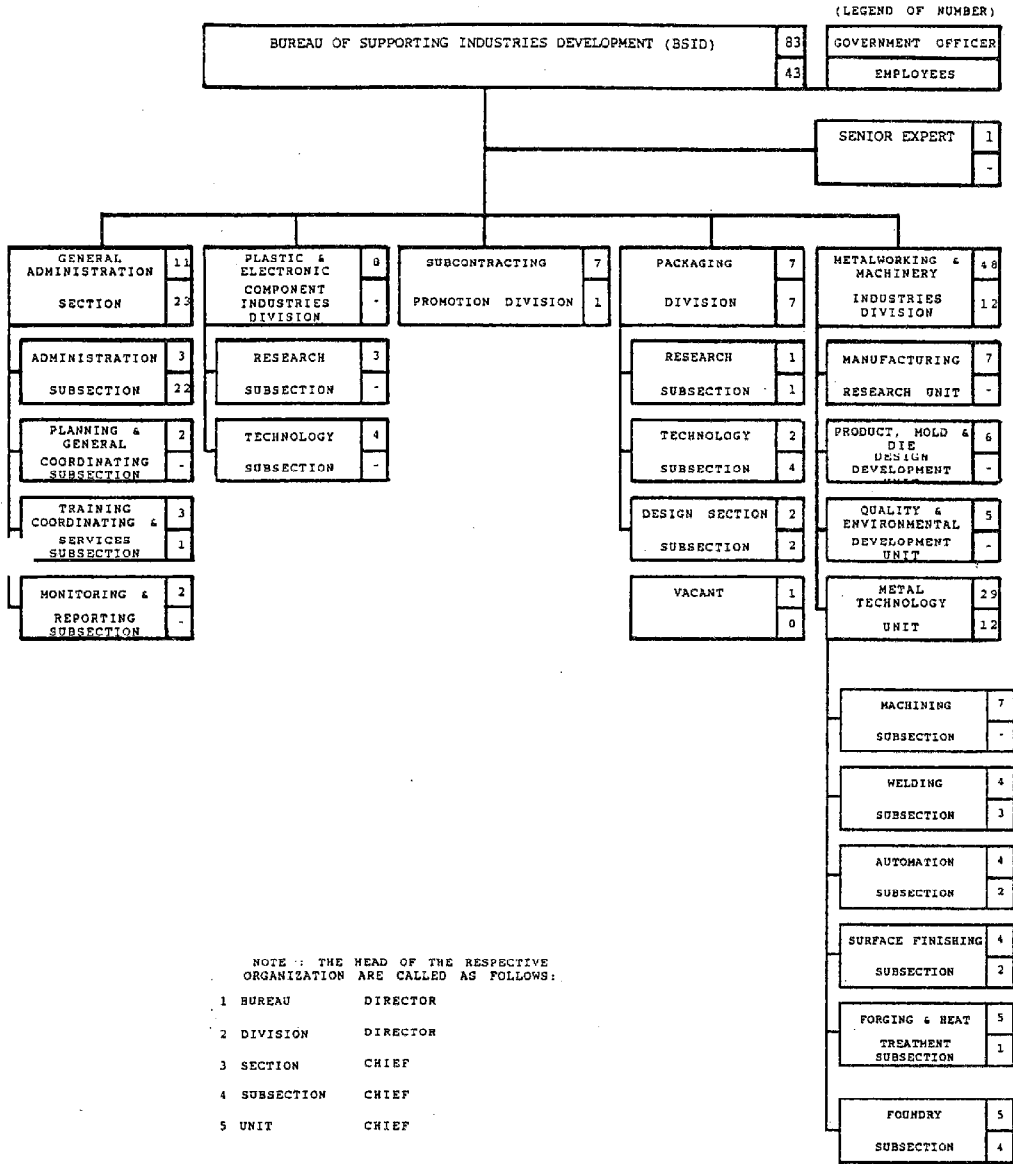 (LEGEND OF NUMBER)
BUREAU OF SUPPORTING INDUSTRIES DEVELOPMENT (BSID) 83
43
GOVERNMENT OFFICER
EMPLOYEES
SENIOR EXPERT 1
-
GENERAL 11
ADMINISTRATION
SECTION 23
ADMINISTRATION 3
SUBSECTION 22
PLANNING & 2
GENERAL
COORDINATING -
SUBSECTION
TRAINING 3
COORDINATING &
SERVICES 1
SUBSECTION
MONITORING & 2
REPORTING -
SUBSECTION
PLASTIC & 8
ELECTRONIC
COMPONENT -
INDUSTRIES
DIVISION
RESEARCH 3
SUBSECTION -
TECHNOLOGY 4
SUBSECTION -
SUBCONTRACTING 7
PROMOTION DIVISION 1
PACKAGING 7
DIVISION 7
RESEARCH 1
SUBSECTION 1
TECHNOLOGY 2
SUBSECTION 4
DESIGN SECTION 2
SUBSECTION 2
VACANT 1
0
METALWORKING & 48
MACHINERY
INDUSTRIES 12
DIVISION
MANUFACTURING 7
RESEARCH UNIT -
PRODUCT, MOLD & 6
DIE
DESIGN -
DEVELOPMENT
QUALITY & 5
ENVIRONMENTAL
DEVELOPMENT -
UNIT
METAL 29
TECHNOLOGY
UNIT 12
MACHINING 7
SUBSECTION -
WELDING 4
SUBSECTION 3
AUTOMATION 4
SUBSECTION 2
SURFACE FINISHING 4
SUBSECTION 2
FORGING & HEAT 5
TREATMENT 1
SUBSECTION
FOUNDRY 5
SUBSECTION 4
NOTE : THE HEAD OF THE RESPECTIVE
ORGANIZATION ARE CALLED AS FOLLOWS:
1 BUREAU DIRECTOR
2 DIVISION DIRECTOR
3 SECTION CHIEF
4 SUBSECTION CHIEF
5 UNIT CHIEF